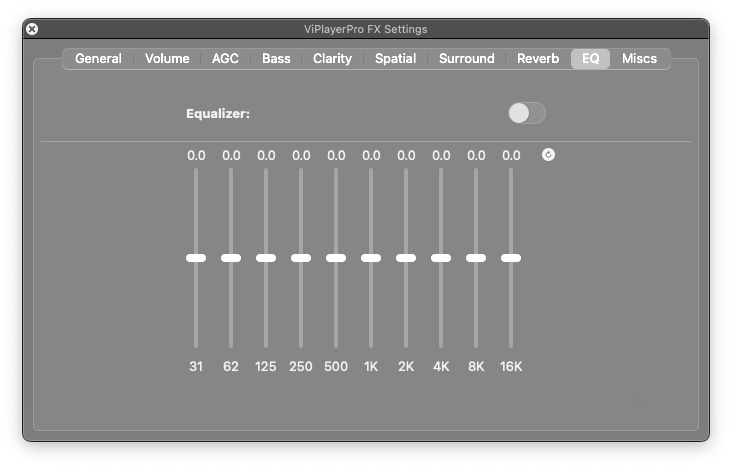 ViPlayerPro FX Settings
General Volume AGC Bass Clarity Spatial Surround Reverb EQ Miscs
Equalizer:
0.0 0.0 0.0 0.0 0.0 0.0 0.0 0.0 0.0 0.0
31 62 125 250 500 1K 2K 4K 8K 16K